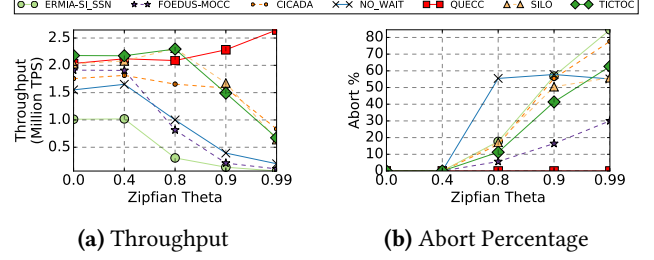 ERMIA-SI_SSN FOEDUS-MOCC CICADA NO_WAIT QUECC SILO TICTOC
Throughput
(Million TPS)
2.5
2.0
1.5
1.0
0.5
0.0 0.4 0.8 0.9 0.99
Zipfian Theta
(a) Throughput
Abort %
80
70
60
50
40
30
20
10
0
0.0 0.4 0.8 0.9 0.99
Zipfian Theta
(b) Abort Percentage